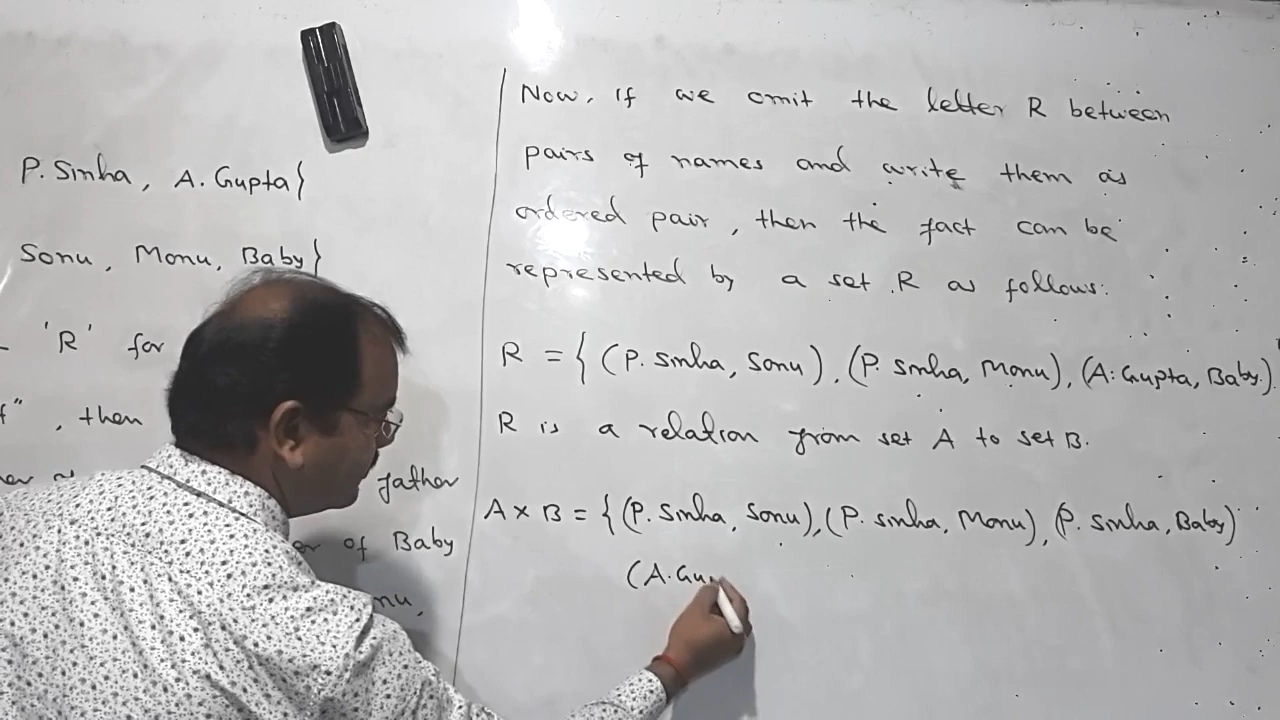 P. Sinha, A. Gupta}
Sonu, Monu, Baby}
'R' for
", then
father
of Baby
Now, If we omit the letter R between
pairs of names and write them as
ordered pair, then the fact can be
represented by a set R as follows:
R = { (P. Sinha, Sonu), (P. Sinha, Monu), (A. Gupta, Baby)
R is a relation from set A to set B.
A × B = { (P. Sinha, Sonu), (P. Sinha, Monu), (P. Sinha, Baby)
(A. Gu